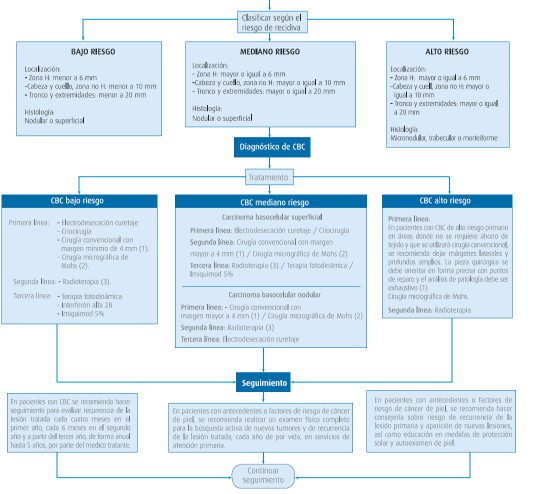 Clasificar según el
riesgo de recidiva
BAJO RIESGO
Localización:
- Zona H: menor a 6 mm
-Cabeza y cuelllo, zona no H: menor a 10 mm
- Tronco y extremidades: menor a 20 mm
Histología:
Nodular o superficial
MEDIANO RIESGO
Localización:
- Zona H: mayor o igual a 6 mm
-Cabeza y cuello, zona no H: mayor o igual a 10 mm
- Tronco y extremidades: mayor o igual a 20 mm
Histología:
Nodular o superficial
ALTO RIESGO
Localización:
- Zona H: mayor o igual a 6 mm
-Cabeza y cuell, zona no H: mayor o
igual a 10 mm
- Tronco y extremidades: mayor o iguall
a 20 mm
Histología:
Micronodullar, trabecular o morfeiforme
Diagnóstico de CBC
Tratamiento
CBC bajo riesgo
Primera línea: - Electrodesecación curetaje
- Criocirugía
- Cirugía convencional con
margen mínimo de 4 mm (1).
- Cirugía micrográfica de
Mohs (2).
Segunda línea: - Radioterapia (3).
Tercera línea: - Terapia fotodinámica
- Interferón alfa 2B
- Imiquimod 5%
CBC mediano riesgo
Carcinoma basocelular superficial
Primera línea: Electrodesecación curetaje / Criocirugía
Segunda línea: Cirugía convencional con margen
mayor a 4 mm (1) / Cirugía micrográfica de Mohs (2)
Tercera línea: Radioterapia (3) / Terapia fotodinámica /
Imiquimod 5%
Carcinoma basocelular nodular
Primera línea: - Cirugía convencional con
margen mayor a 4 mm (1) / Cirugía micrográfica de Mohs (2)
Segunda línea: Radioterapia (3)
Tercera línea: Electrodesecación curetaje
CBC alto riesgo
Primera línea:
En pacientes con CBC de alto riesgo primario
en áreas donde no se requiere ahorro de
tejido y que se utilizará cirugía convencional,
se recomienda dejar márgenes laterales y
profundos amplios. La pieza quirúrgica se
debe orientar en forma precisa con puntos
de reparo y el análisis de patología debe ser
exhaustivo (1).
Cirugía micrográfica de Mohs.
Segunda línea: Radioterapia
Seguimiento
En pacientes con CBC se recomienda hacer
seguimiento para evaluar recurrencia de la
lesión tratada cada cuatro meses en el
primer año, cada 6 meses en el segundo
año y a partir dell tercer año, de forma anual
hasta 5 años, por parte del medico tratante.
En pacientes con antecedentes o factores de riesgo de cáncer
de piel, se recomienda realizar un examen físico completo
para la búsqueda activa de nuevos tumores y de recurrencia
de la lesión tratada, cada año de por vida, en servicios de
atención primaria.
En pacientes con antecedentes o factores de
riesgo de cáncer de piel, se recomienda hacer
consejería sobre riesgo de recurrencia de la
lesión primaria y aparición de nuevas lesiones,
así como educación en medidas de protección
solar y autoexamen de piel.
Continuar
seguimiento